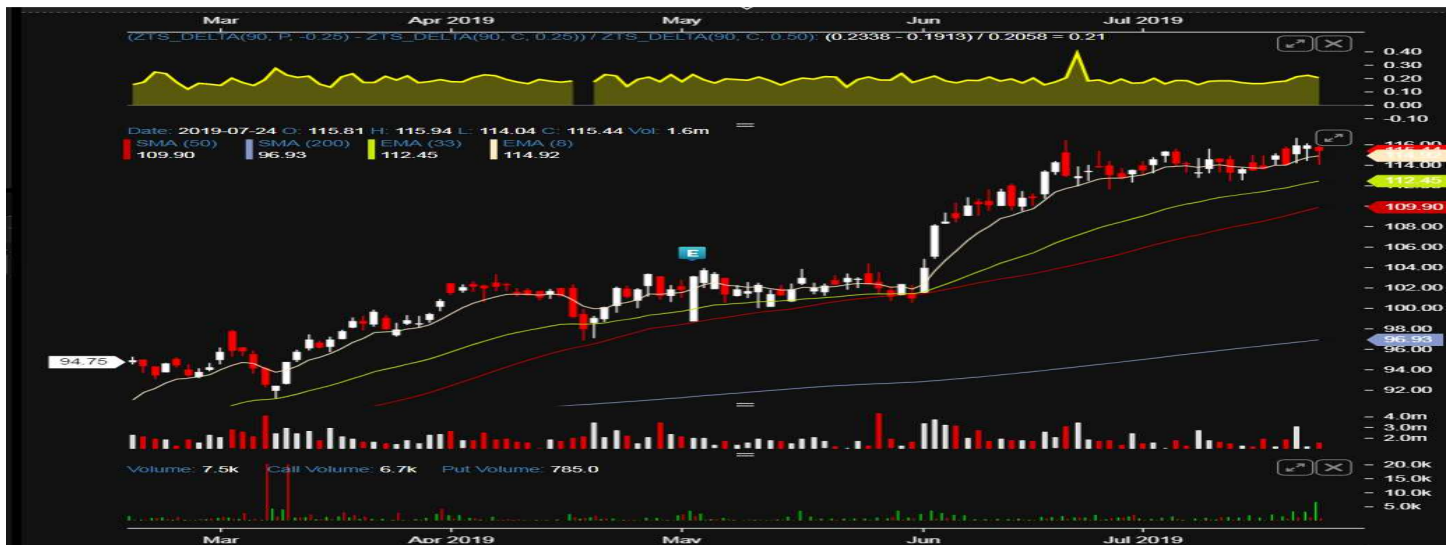 Mar Apr 2019 May Jun Jul 2019
(ZTS_DELTA(90, P, -0.25) - ZTS_DELTA(90, C, 0.25)) / ZTS_DELTA(90, C, 0.50): (0.2338 - 0.1913) / 0.2058 = 0.21
0.40
0.30
0.20
0.10
0.00
-0.10
Date: 2019-07-24 O: 115.81 H: 115.94 L: 114.04 C: 115.44 Vol: 1.6m
SMA (50) SMA (200) EMA (33) EMA (8)
109.90 96.93 112.45 114.92
116.00
114.00
112.45
109.90
108.00
106.00
E
104.00
102.00
100.00
98.00
96.93
96.00
94.75
94.00
92.00
4.0m
3.0m
2.0m
Volume: 7.5k Call Volume: 6.7k Put Volume: 785.0
20.0k
15.0k
10.0k
5.0k
Mar Apr 2019 May Jun Jul 2019